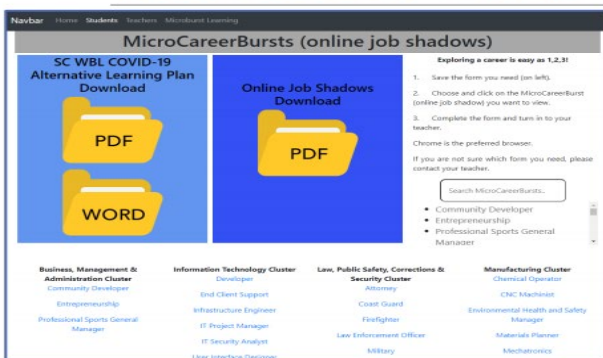 Navbar Home Students Teachers Microburst Learning
MicroCareerBursts (online job shadows)
SC WBL COVID-19
Alternative Learning Plan
Download
PDF
WORD
Online Job Shadows
Download
PDF
Exploring a career is easy as 1,2,3!
1. Save the form you need (on left).
2. Choose and click on the MicroCareerBurst
(online job shadow) you want to view.
3. Complete the form and turn in to your
teacher.
Chrome is the preferred browser.
If you are not sure which form you need, please
contact your teacher.
Search MicroCareerBursts..
• Community Developer
• Entrepreneurship
• Professional Sports General
Manager
Business, Management &
Administration Cluster
Community Developer
Entrepreneurship
Professional Sports General
Manager
Information Technology Cluster
Developer
End Client Support
Infrastructure Engineer
IT Project Manager
IT Security Analyst
User Interface Designer
Law, Public Safety, Corrections &
Security Cluster
Attorney
Coast Guard
Firefighter
Law Enforcement Officer
Military
Manufacturing Cluster
Chemical Operator
CNC Machinist
Environmental Health and Safety
Manager
Materials Planner
Mechatronics